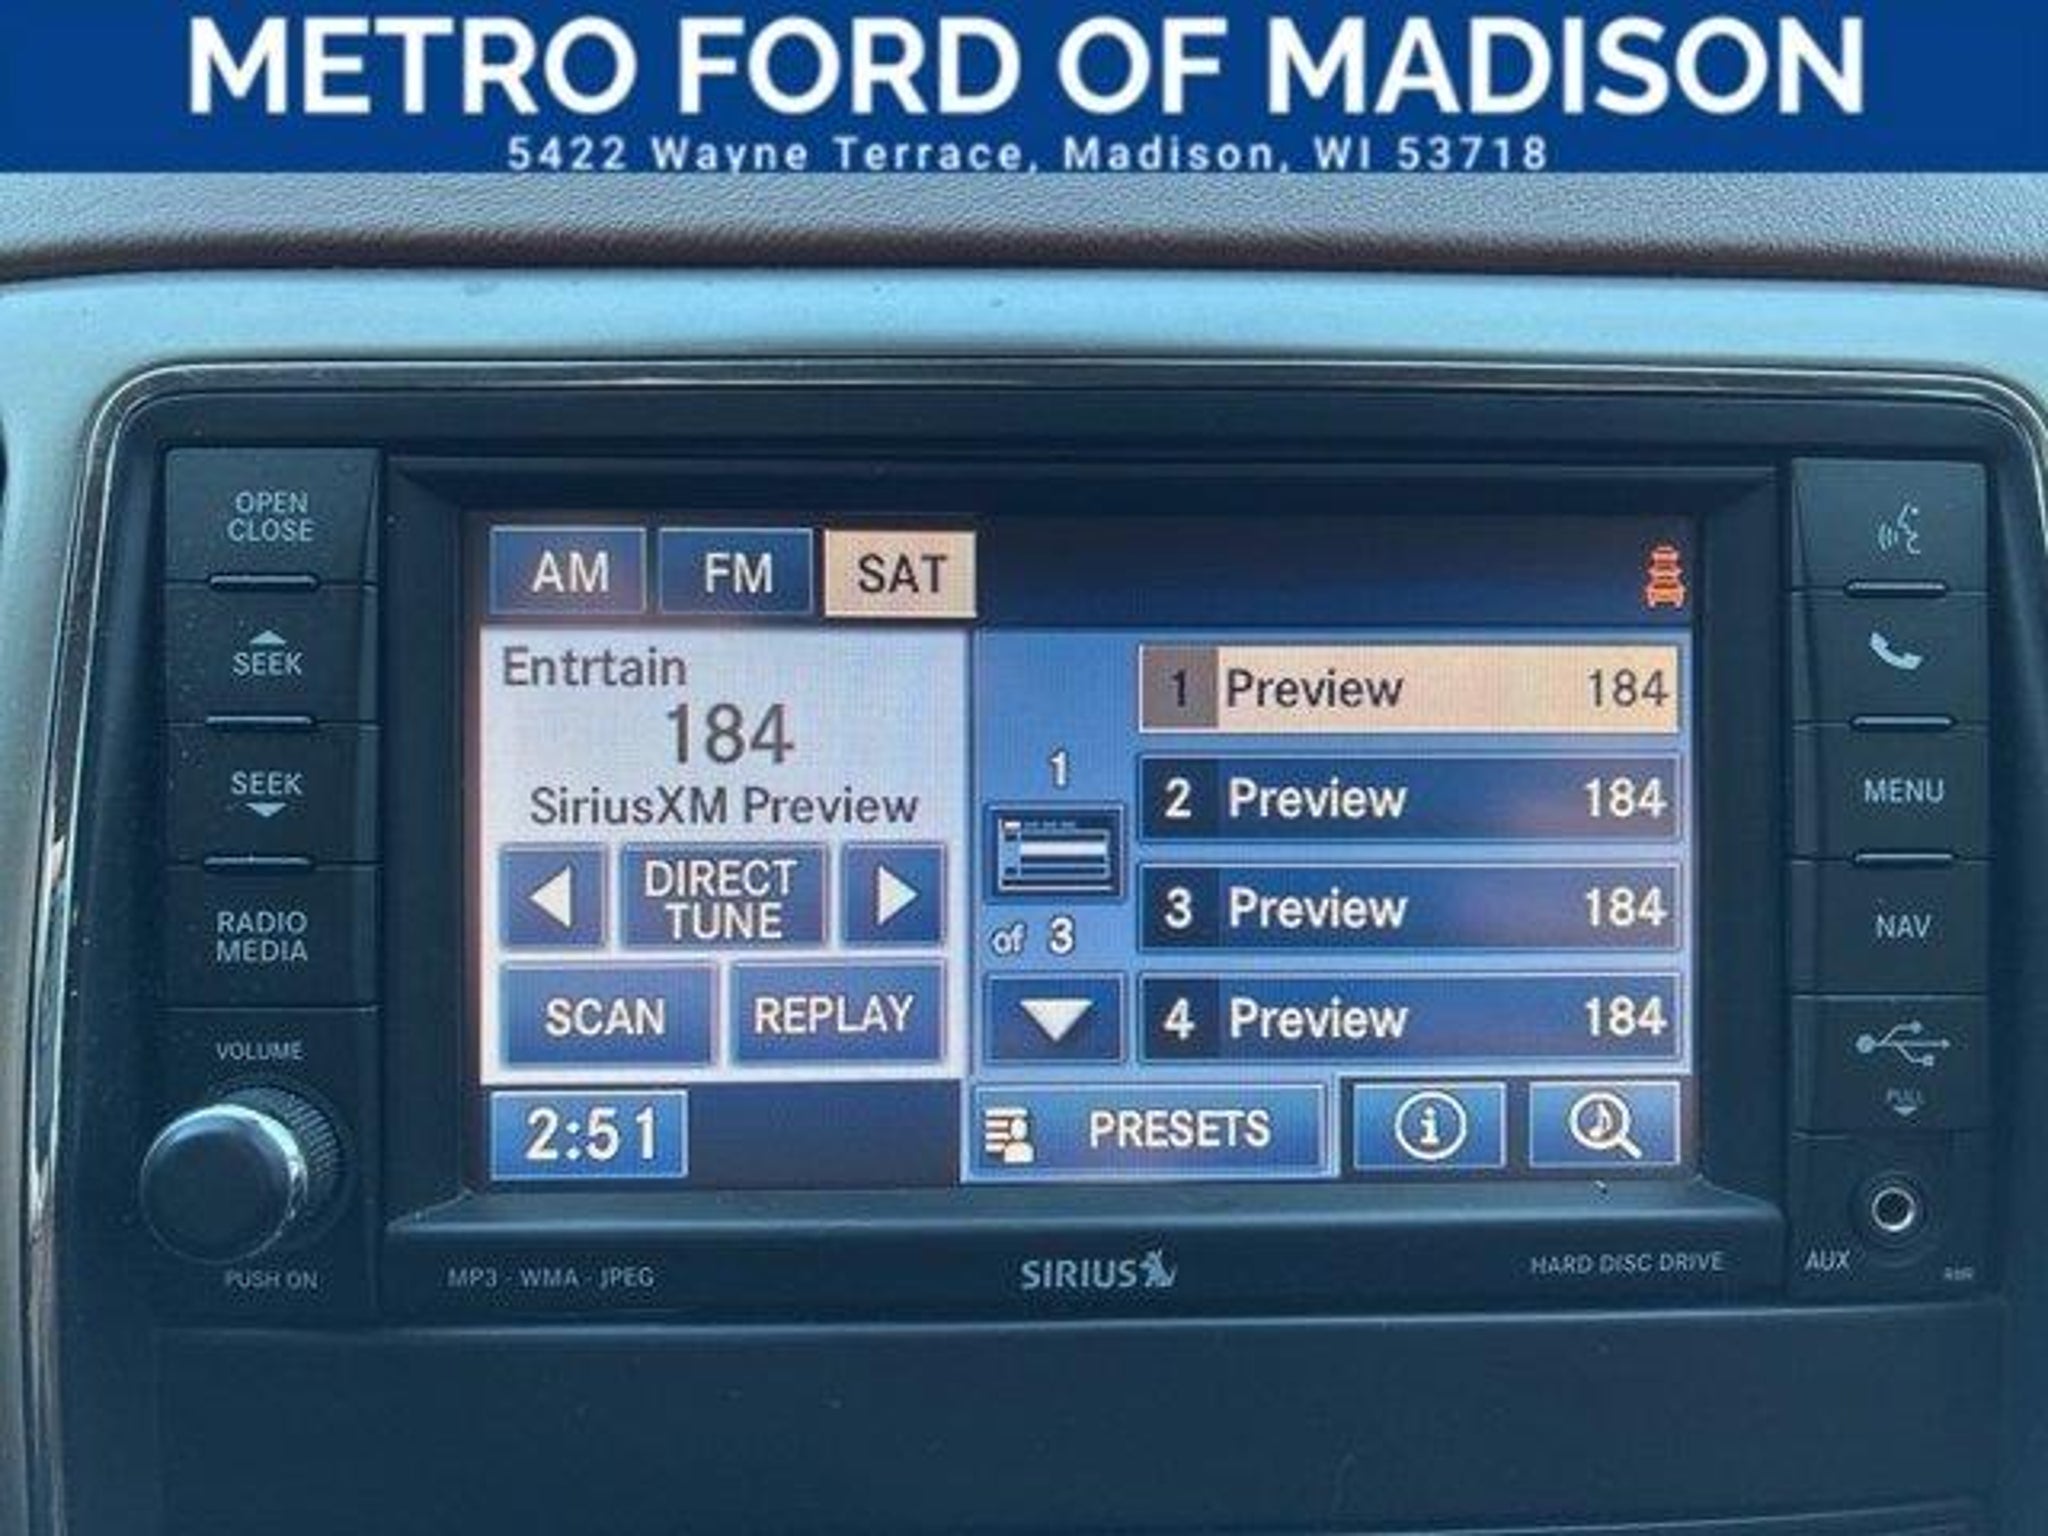 METRO FORD OF MADISON
5422 Wayne Terrace, Madison, WI 53718
OPEN
CLOSE
SEEK
SEEK
RADIO
MEDIA
VOLUME
PUSH ON
AM FM SAT
Entrtain
184
SiriusXM Preview
DIRECT
TUNE
SCAN REPLAY
2:51
1
of 3
1 Preview 184
2 Preview 184
3 Preview 184
4 Preview 184
PRESETS
MENU
NAV
PULL
AUX
MP3 · WMA · JPEG
SIRIUS
HARD DISC DRIVE